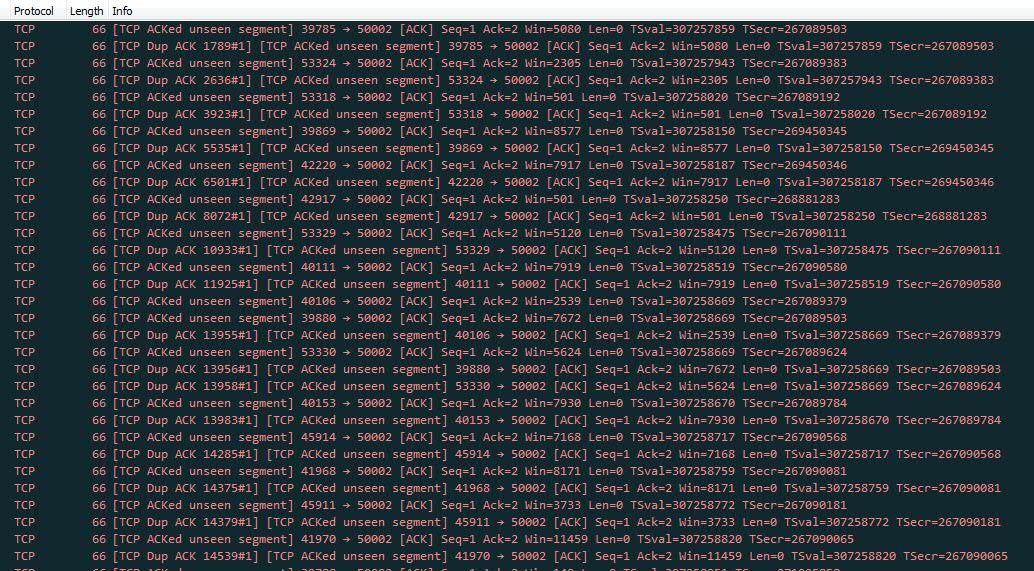 Protocol Length Info
TCP 66 [TCP ACKed unseen segment] 39785 → 50002 [ACK] Seq=1 Ack=2 Win=5080 Len=0 TSval=307257859 TSecr=267089503
TCP 66 [TCP Dup ACK 1789#1] [TCP ACKed unseen segment] 39785 → 50002 [ACK] Seq=1 Ack=2 Win=5080 Len=0 TSval=307257859 TSecr=267089503
TCP 66 [TCP ACKed unseen segment] 53324 → 50002 [ACK] Seq=1 Ack=2 Win=2305 Len=0 TSval=307257943 TSecr=267089383
TCP 66 [TCP Dup ACK 2636#1] [TCP ACKed unseen segment] 53324 → 50002 [ACK] Seq=1 Ack=2 Win=2305 Len=0 TSval=307257943 TSecr=267089383
TCP 66 [TCP ACKed unseen segment] 53318 → 50002 [ACK] Seq=1 Ack=2 Win=501 Len=0 TSval=307258020 TSecr=267089192
TCP 66 [TCP Dup ACK 3923#1] [TCP ACKed unseen segment] 53318 → 50002 [ACK] Seq=1 Ack=2 Win=501 Len=0 TSval=307258020 TSecr=267089192
TCP 66 [TCP ACKed unseen segment] 39869 → 50002 [ACK] Seq=1 Ack=2 Win=8577 Len=0 TSval=307258150 TSecr=269450345
TCP 66 [TCP Dup ACK 5535#1] [TCP ACKed unseen segment] 39869 → 50002 [ACK] Seq=1 Ack=2 Win=8577 Len=0 TSval=307258150 TSecr=269450345
TCP 66 [TCP ACKed unseen segment] 42220 → 50002 [ACK] Seq=1 Ack=2 Win=7917 Len=0 TSval=307258187 TSecr=269450346
TCP 66 [TCP Dup ACK 6501#1] [TCP ACKed unseen segment] 42220 → 50002 [ACK] Seq=1 Ack=2 Win=7917 Len=0 TSval=307258187 TSecr=269450346
TCP 66 [TCP ACKed unseen segment] 42917 → 50002 [ACK] Seq=1 Ack=2 Win=501 Len=0 TSval=307258250 TSecr=268881283
TCP 66 [TCP Dup ACK 8072#1] [TCP ACKed unseen segment] 42917 → 50002 [ACK] Seq=1 Ack=2 Win=501 Len=0 TSval=307258250 TSecr=268881283
TCP 66 [TCP ACKed unseen segment] 53329 → 50002 [ACK] Seq=1 Ack=2 Win=5120 Len=0 TSval=307258475 TSecr=267090111
TCP 66 [TCP Dup ACK 10933#1] [TCP ACKed unseen segment] 53329 → 50002 [ACK] Seq=1 Ack=2 Win=5120 Len=0 TSval=307258475 TSecr=267090111
TCP 66 [TCP ACKed unseen segment] 40111 → 50002 [ACK] Seq=1 Ack=2 Win=7919 Len=0 TSval=307258519 TSecr=267090580
TCP 66 [TCP Dup ACK 11925#1] [TCP ACKed unseen segment] 40111 → 50002 [ACK] Seq=1 Ack=2 Win=7919 Len=0 TSval=307258519 TSecr=267090580
TCP 66 [TCP ACKed unseen segment] 40106 → 50002 [ACK] Seq=1 Ack=2 Win=2539 Len=0 TSval=307258669 TSecr=267089379
TCP 66 [TCP ACKed unseen segment] 39880 → 50002 [ACK] Seq=1 Ack=2 Win=7672 Len=0 TSval=307258669 TSecr=267089503
TCP 66 [TCP Dup ACK 13955#1] [TCP ACKed unseen segment] 40106 → 50002 [ACK] Seq=1 Ack=2 Win=2539 Len=0 TSval=307258669 TSecr=267089379
TCP 66 [TCP ACKed unseen segment] 53330 → 50002 [ACK] Seq=1 Ack=2 Win=5624 Len=0 TSval=307258669 TSecr=267089624
TCP 66 [TCP Dup ACK 13956#1] [TCP ACKed unseen segment] 39880 → 50002 [ACK] Seq=1 Ack=2 Win=7672 Len=0 TSval=307258669 TSecr=267089503
TCP 66 [TCP Dup ACK 13958#1] [TCP ACKed unseen segment] 53330 → 50002 [ACK] Seq=1 Ack=2 Win=5624 Len=0 TSval=307258669 TSecr=267089624
TCP 66 [TCP ACKed unseen segment] 40153 → 50002 [ACK] Seq=1 Ack=2 Win=7930 Len=0 TSval=307258670 TSecr=267089784
TCP 66 [TCP Dup ACK 13983#1] [TCP ACKed unseen segment] 40153 → 50002 [ACK] Seq=1 Ack=2 Win=7930 Len=0 TSval=307258670 TSecr=267089784
TCP 66 [TCP ACKed unseen segment] 45914 → 50002 [ACK] Seq=1 Ack=2 Win=7168 Len=0 TSval=307258717 TSecr=267090568
TCP 66 [TCP Dup ACK 14285#1] [TCP ACKed unseen segment] 45914 → 50002 [ACK] Seq=1 Ack=2 Win=7168 Len=0 TSval=307258717 TSecr=267090568
TCP 66 [TCP ACKed unseen segment] 41968 → 50002 [ACK] Seq=1 Ack=2 Win=8171 Len=0 TSval=307258759 TSecr=267090081
TCP 66 [TCP Dup ACK 14375#1] [TCP ACKed unseen segment] 41968 → 50002 [ACK] Seq=1 Ack=2 Win=8171 Len=0 TSval=307258759 TSecr=267090081
TCP 66 [TCP ACKed unseen segment] 45911 → 50002 [ACK] Seq=1 Ack=2 Win=3733 Len=0 TSval=307258772 TSecr=267090181
TCP 66 [TCP Dup ACK 14379#1] [TCP ACKed unseen segment] 45911 → 50002 [ACK] Seq=1 Ack=2 Win=3733 Len=0 TSval=307258772 TSecr=267090181
TCP 66 [TCP ACKed unseen segment] 41970 → 50002 [ACK] Seq=1 Ack=2 Win=11459 Len=0 TSval=307258820 TSecr=267090065
TCP 66 [TCP Dup ACK 14539#1] [TCP ACKed unseen segment] 41970 → 50002 [ACK] Seq=1 Ack=2 Win=11459 Len=0 TSval=307258820 TSecr=267090065